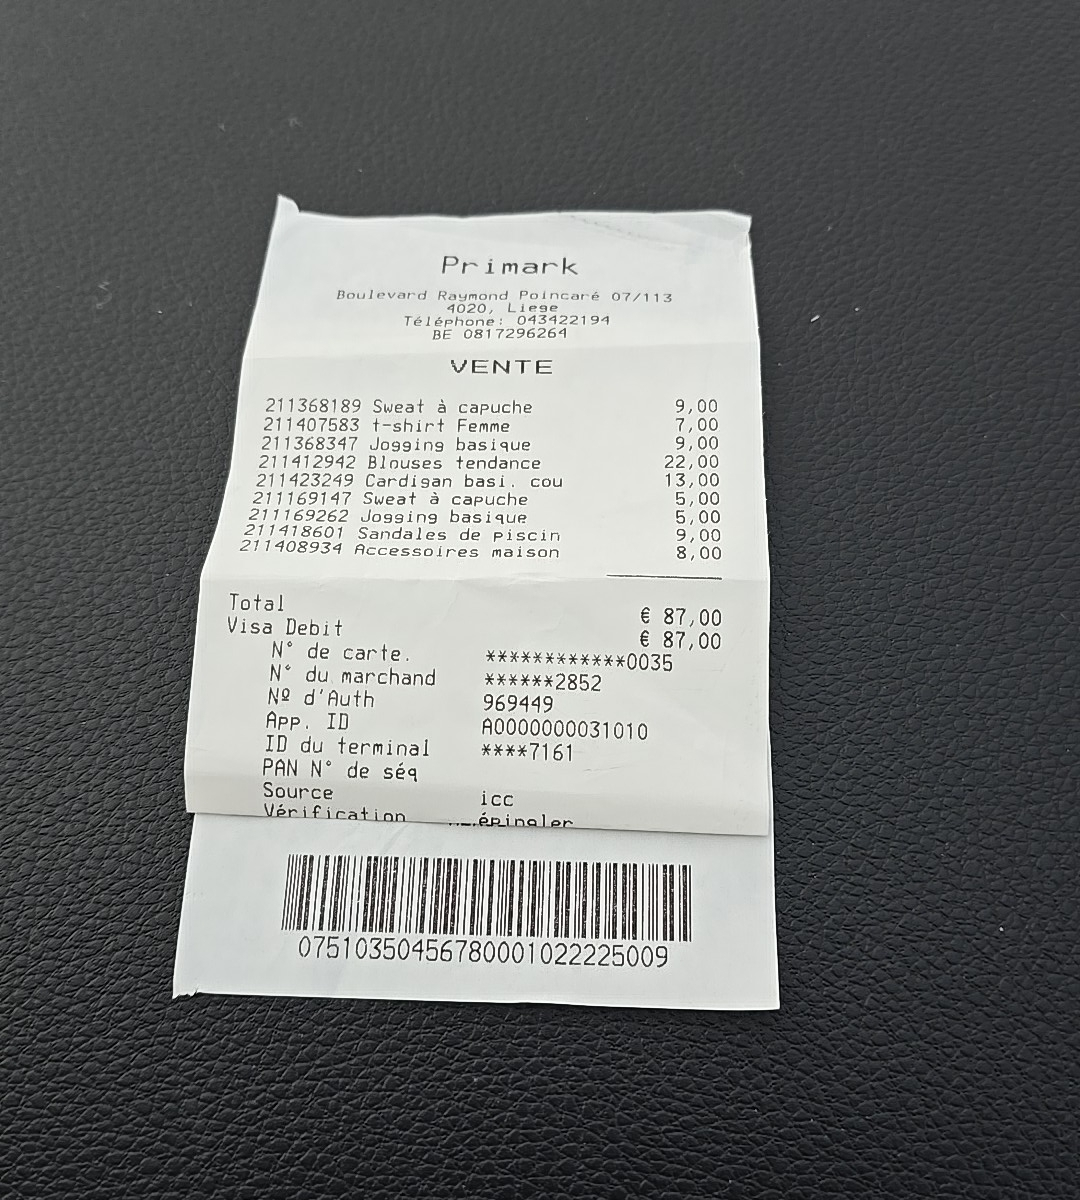 Primark
Boulevard Raymond Poincaré 07/113
4020, Liege
Téléphone: 043422194
BE 0817296264
VENTE
211368189 Sweat à capuche 9,00
211407583 t-shirt Femme 7,00
211368347 Jogging basique 9,00
211412942 Blouses tendance 22,00
211423249 Cardigan basi. cou 13,00
211169147 Sweat à capuche 5,00
211169262 Jogging basique 5,00
211418601 Sandales de piscin 9,00
211408934 Accessoires maison 8,00
Total € 87,00
Visa Debit € 87,00
N° de carte. ************0035
N° du marchand ******2852
Nº d'Auth 969449
App. ID A0000000031010
ID du terminal ****7161
PAN N° de séq
Source icc
Vérification épingler
07510350456780001022225009